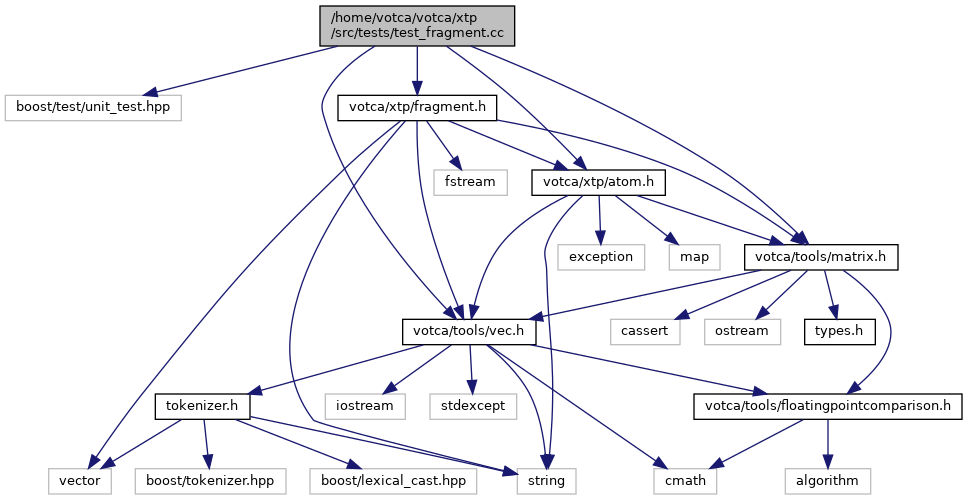 /home/votca/votca/xtp
/src/tests/test_fragment.cc
boost/test/unit_test.hpp
votca/xtp/fragment.h
fstream
votca/xtp/atom.h
exception
map
votca/tools/matrix.h
votca/tools/vec.h
cassert
ostream
types.h
tokenizer.h
iostream
stdexcept
votca/tools/floatingpointcomparison.h
vector
boost/tokenizer.hpp
boost/lexical_cast.hpp
string
cmath
algorithm